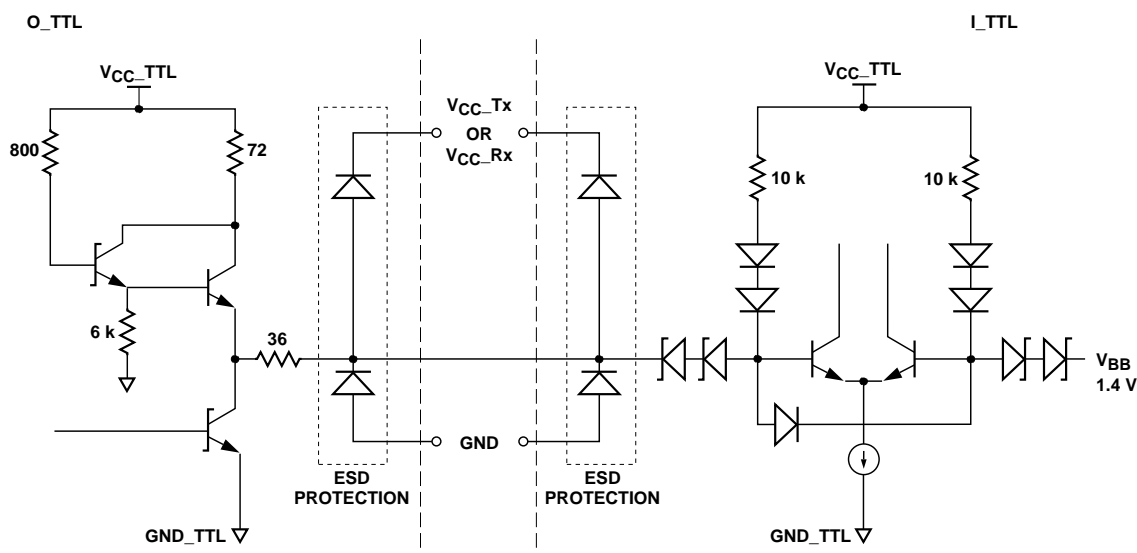 O_TTL
I_TTL
VCC_TTL
VCC_Tx
OR
VCC_Rx
VCC_TTL
800
72
10 k
10 k
6 k
36
VBB
1.4 V
GND
ESD
PROTECTION
ESD
PROTECTION
GND_TTL
GND_TTL